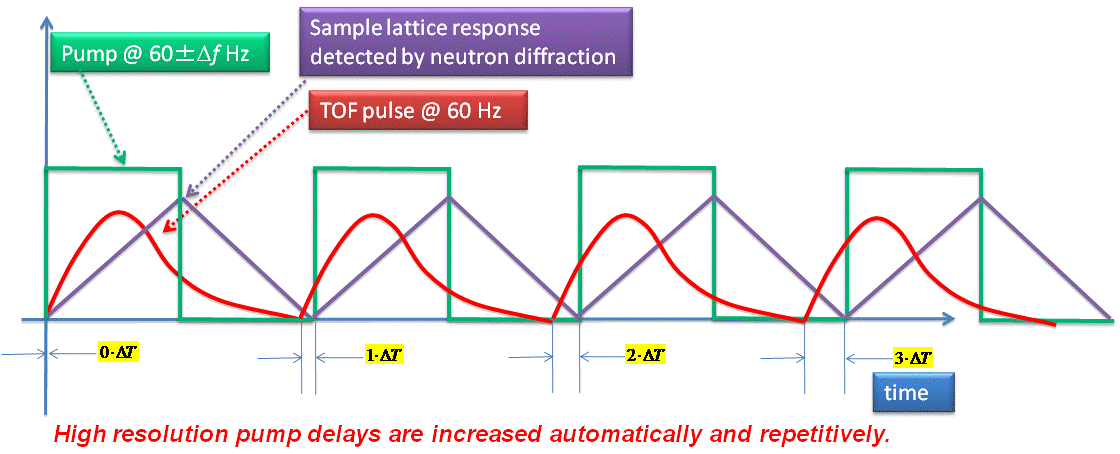 Pump @ 60±Δf Hz
Sample lattice response
detected by neutron diffraction
TOF pulse @ 60 Hz
0·ΔT
1·ΔT
2·ΔT
3·ΔT
time
High resolution pump delays are increased automatically and repetitively.